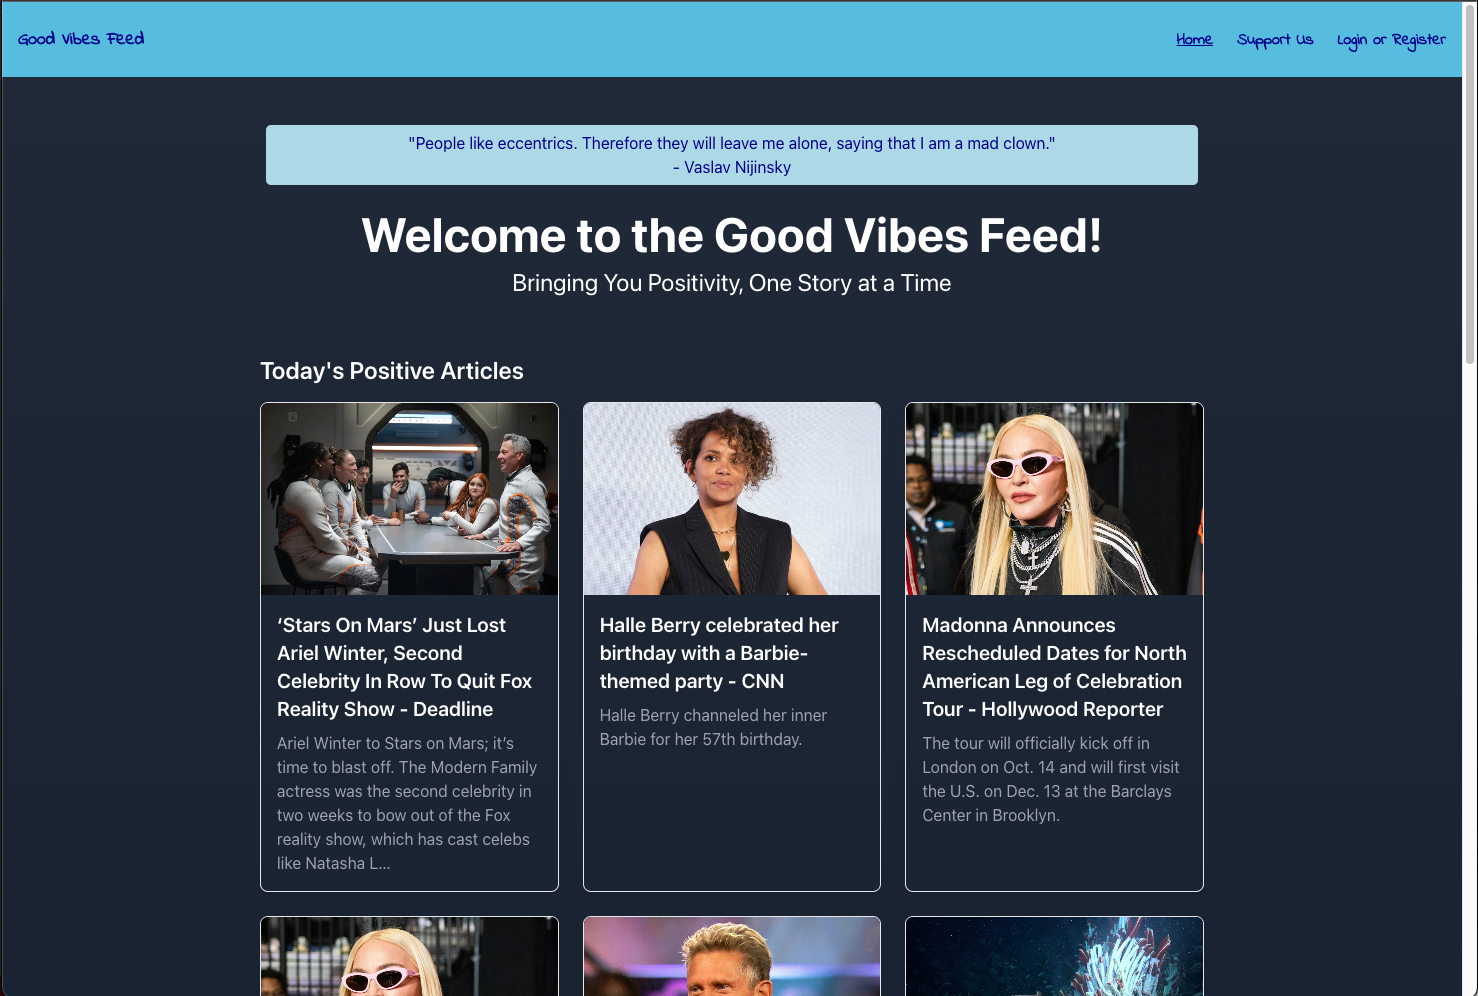 Good Vibes Feed
Home Support Us Login or Register
"People like eccentrics. Therefore they will leave me alone, saying that I am a mad clown."
- Vaslav Nijinsky
Welcome to the Good Vibes Feed!
Bringing You Positivity, One Story at a Time
Today's Positive Articles
‘Stars On Mars’ Just Lost
Ariel Winter, Second
Celebrity In Row To Quit Fox
Reality Show - Deadline
Ariel Winter to Stars on Mars; it’s
time to blast off. The Modern Family
actress was the second celebrity in
two weeks to bow out of the Fox
reality show, which has cast celebs
like Natasha L...
Halle Berry celebrated her
birthday with a Barbie-
themed party - CNN
Halle Berry channeled her inner
Barbie for her 57th birthday.
Madonna Announces
Rescheduled Dates for North
American Leg of Celebration
Tour - Hollywood Reporter
The tour will officially kick off in
London on Oct. 14 and will first visit
the U.S. on Dec. 13 at the Barclays
Center in Brooklyn.